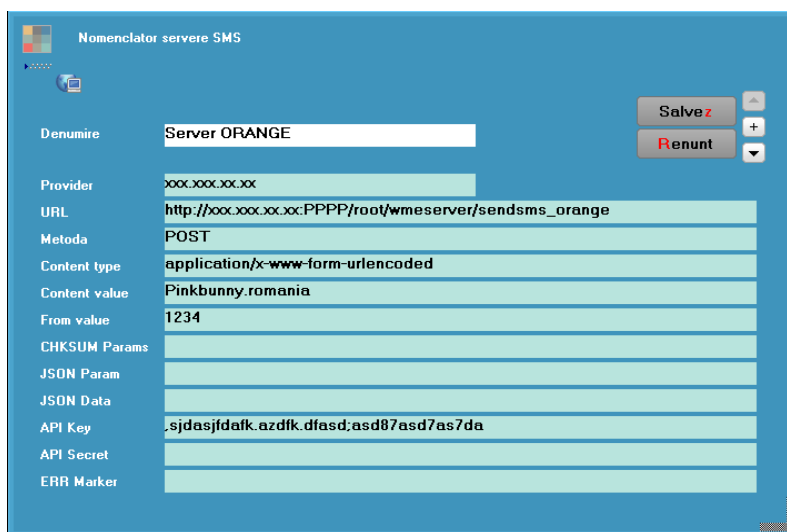 Nomenclator servere SMS
Salvez
Denumire Server ORANGE
+
Renunt
Provider xxx.xxx.xx.xx
URL http://xxx.xxx.xx.xx:PPPP/root/wmeserver/sendsms_orange
Metoda POST
Content type application/x-www-form-urlencoded
Content value Pinkbunny.romania
From value 1234
CHKSUM Params
JSON Param
JSON Data
API Key ,sjdasjfdafk.azdfk.dfasd;asd87asd7as7da
API Secret
ERR Marker